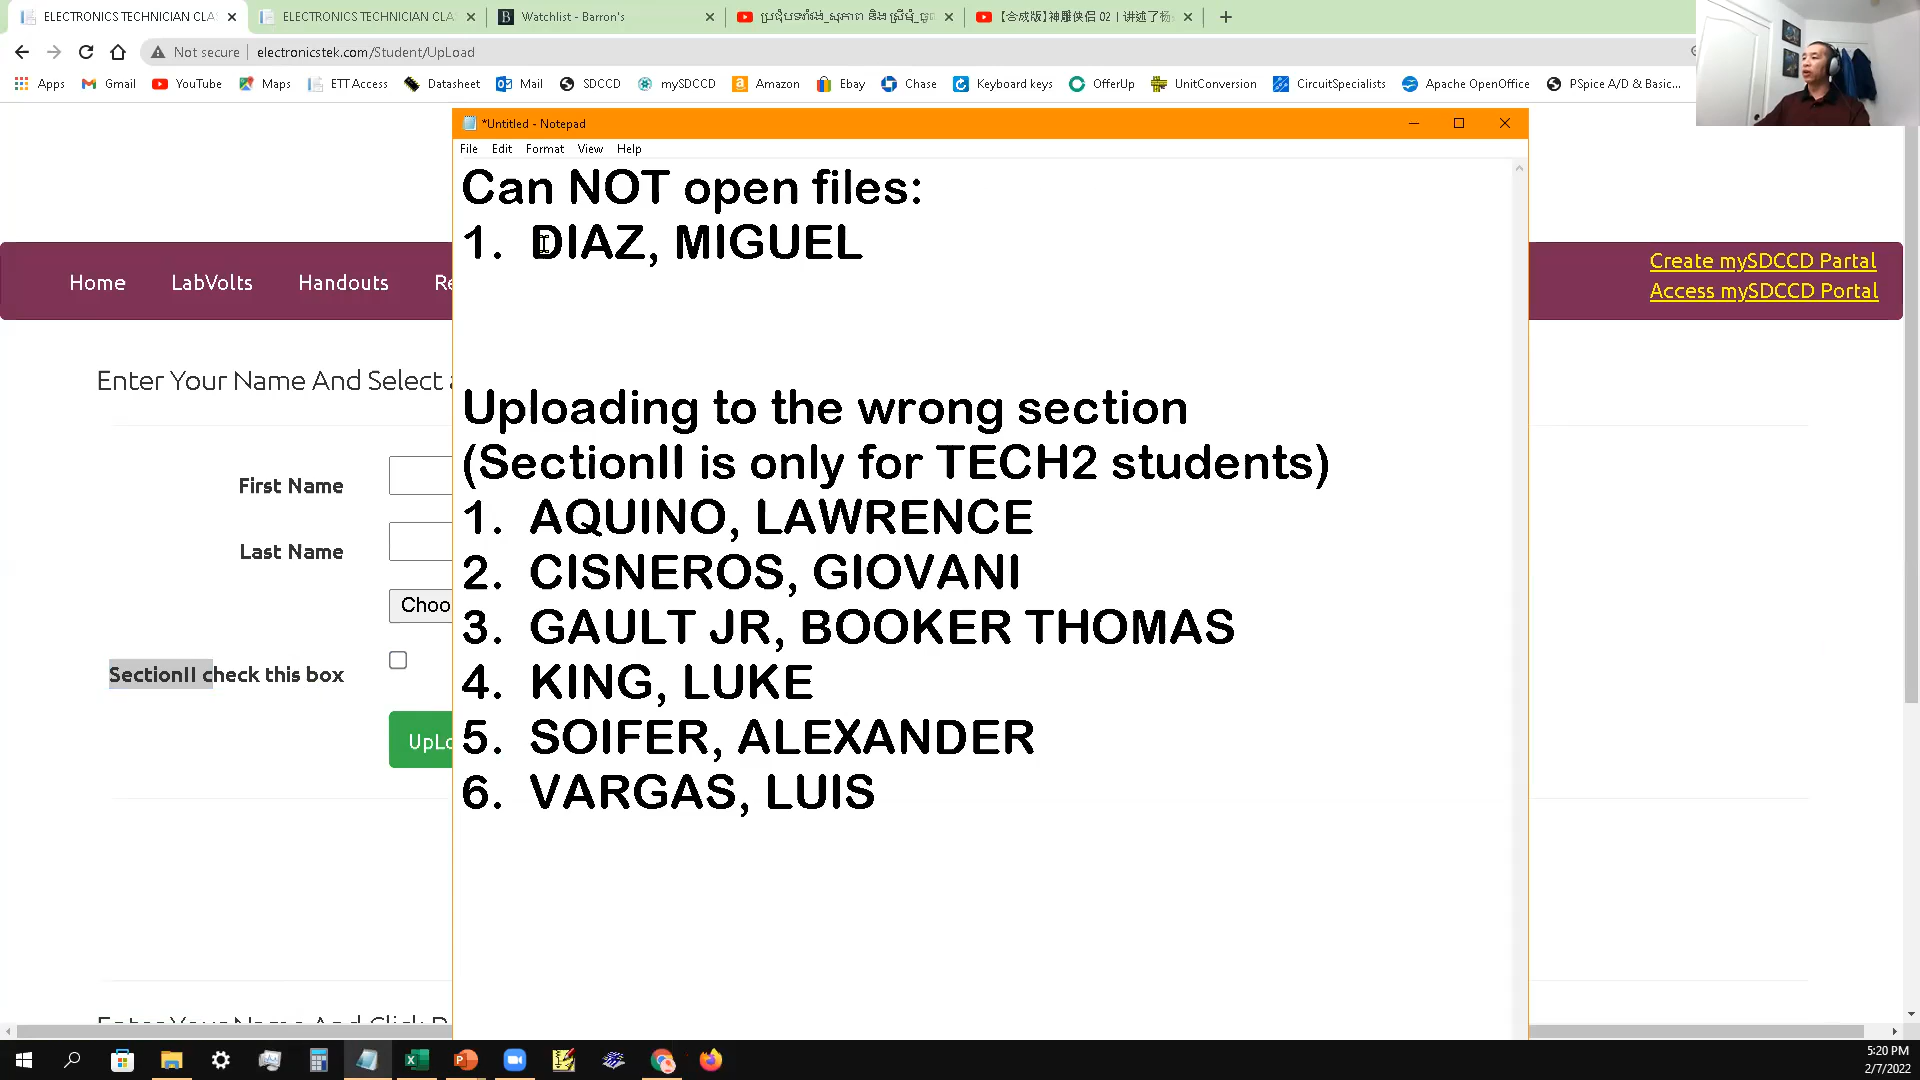 ELECTRONICS TECHNICIAN CLA
ELECTRONICS TECHNICIAN CLA
Watchlist - Barron's
Not secure
electronicstek.com/Student/UpLoad
Apps
Gmail
YouTube
Maps
ETT Access
Datasheet
Mail
SDCCD
mySDCCD
Amazon
Ebay
Chase
Keyboard keys
OfferUp
UnitConversion
CircuitSpecialists
Apache OpenOffice
PSpice A/D & Basic...
*Untitled - Notepad
File
Edit
Format
View
Help
Can NOT open files:
1. DIAZ, MIGUEL
Uploading to the wrong section
(SectionII is only for TECH2 students)
1. AQUINO, LAWRENCE
2. CISNEROS, GIOVANI
3. GAULT JR, BOOKER THOMAS
4. KING, LUKE
5. SOIFER, ALEXANDER
6. VARGAS, LUIS
Home
LabVolts
Handouts
Re
Create mySDCCD Partal
Access mySDCCD Portal
Enter Your Name And Select
First Name
Last Name
Choo
SectionII check this box
UpLo
5:20 PM
2/7/2022